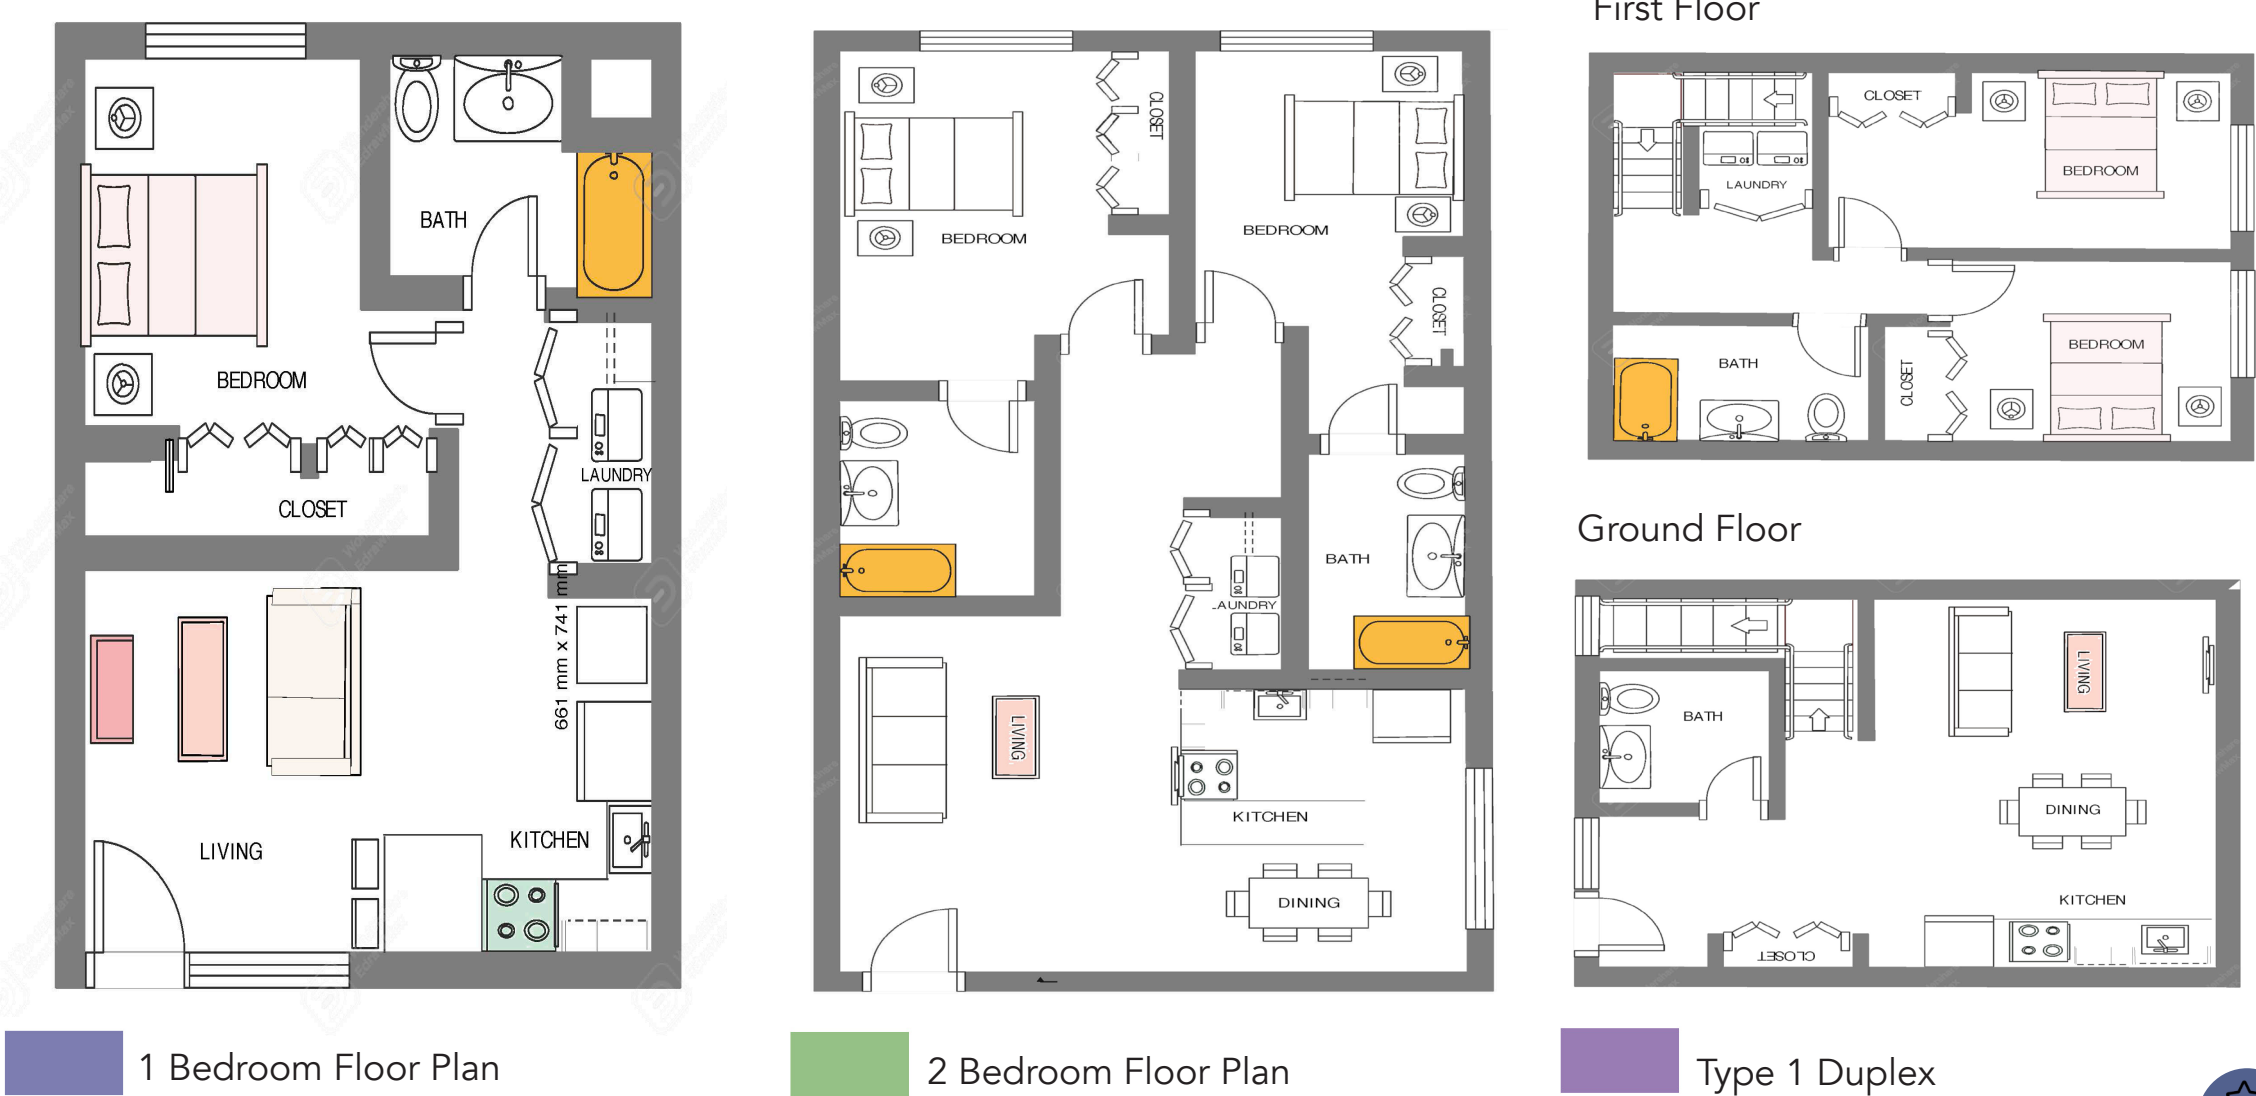 BATH
BEDROOM
CLOSET
LAUNDRY
661 mm x 741 mm
LIVING
KITCHEN
1 Bedroom Floor Plan
CLOSET
BEDROOM
BEDROOM
CLOSET
BATH
LAUNDRY
LIVING
KITCHEN
DINING
2 Bedroom Floor Plan
First Floor
CLOSET
BEDROOM
LAUNDRY
BEDROOM
BATH
CLOSET
Ground Floor
LIVING
BATH
DINING
KITCHEN
CLOSET
Type 1 Duplex